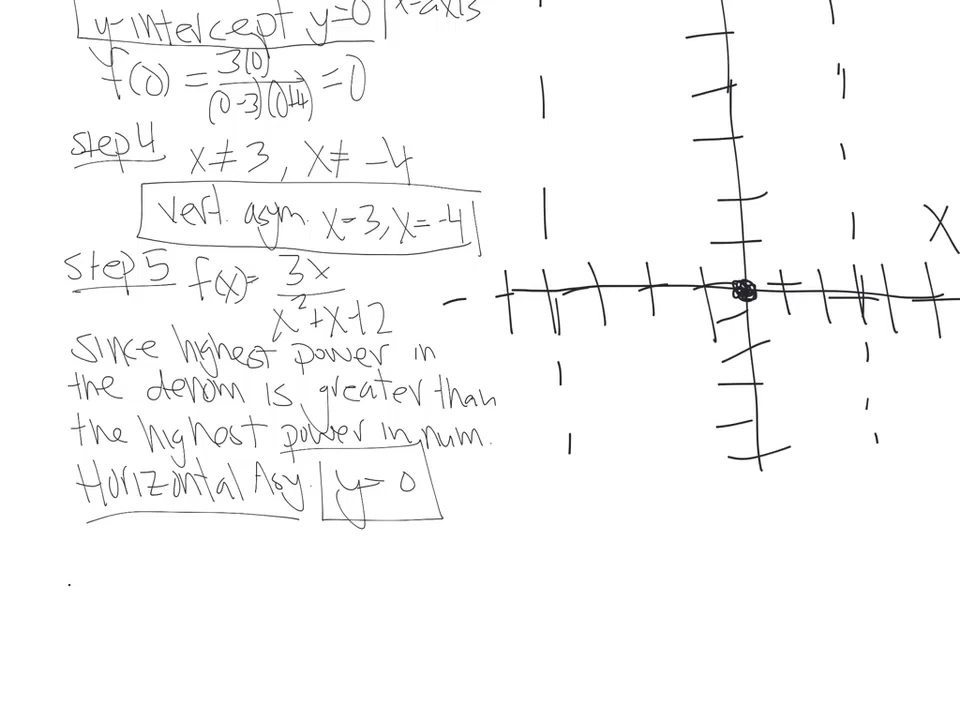 y-intercept y=0 x-axis
f(0) = 3(0)/(0-3)(0+4) = 0
step 4 x≠3, x≠ -4
vert. asym. x=3, x=-4
step 5 f(x)= 3x/x²+x-12
Since highest power in
the denom is greater than
the highest power in num.
Horizontal Asy. y=0
X